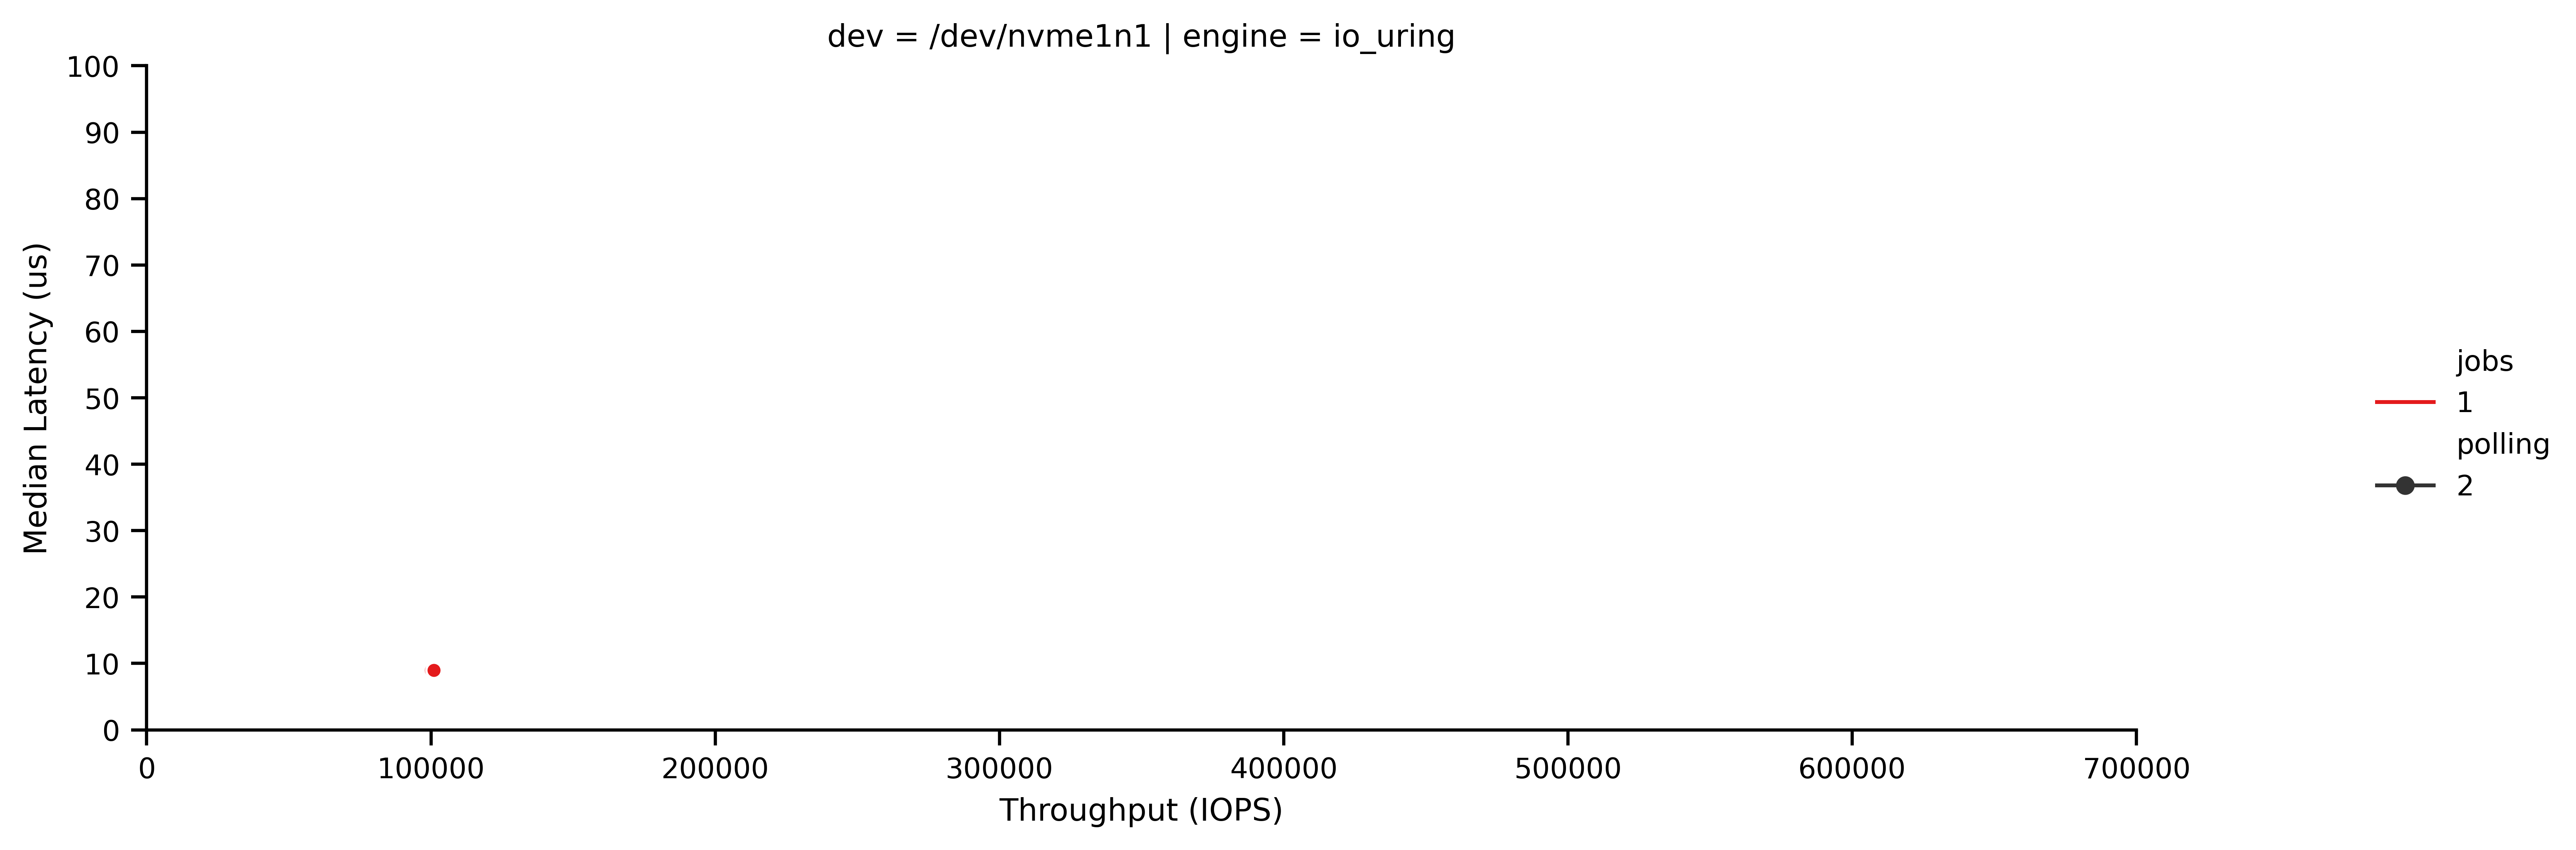 dev = /dev/nvme1n1 | engine = io_uring
100
90
80
70
60
50
40
30
20
10
0
Median Latency (us)
0 100000 200000 300000 400000 500000 600000 700000
Throughput (IOPS)
jobs
1
polling
2